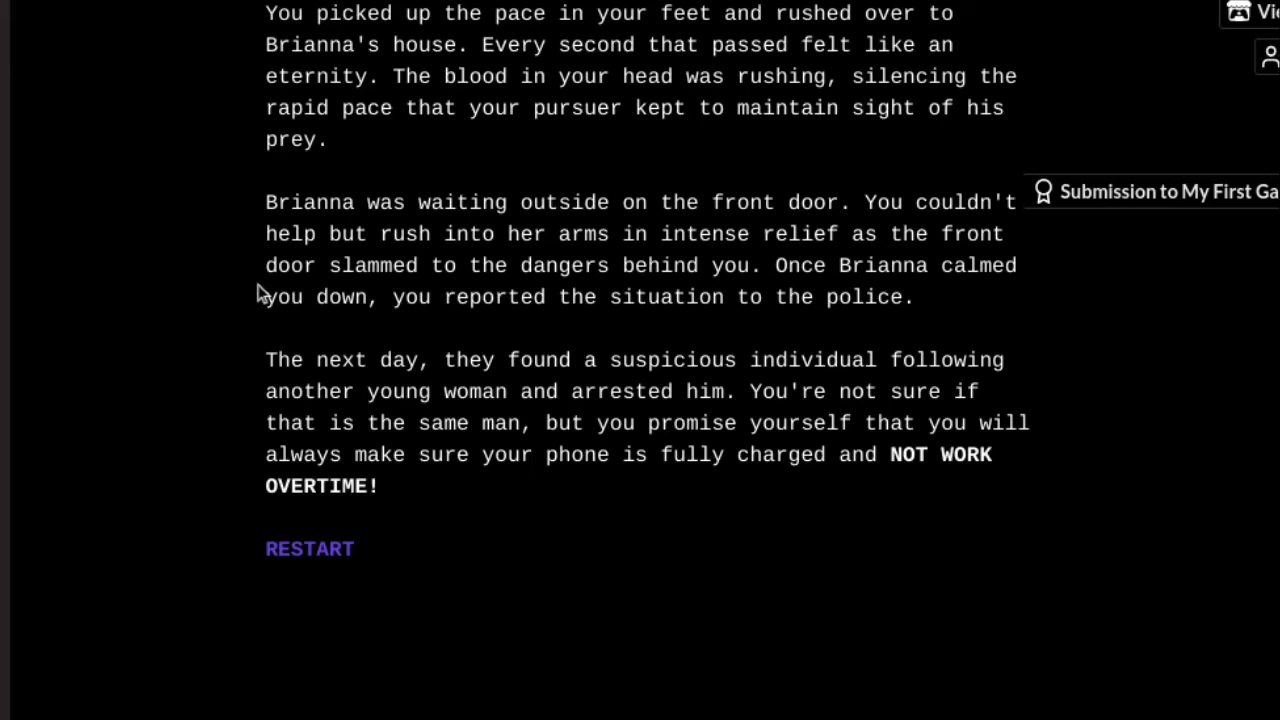 You picked up the pace in your feet and rushed over to
Brianna's house. Every second that passed felt like an
eternity. The blood in your head was rushing, silencing the
rapid pace that your pursuer kept to maintain sight of his
prey.
Brianna was waiting outside on the front door. You couldn't
help but rush into her arms in intense relief as the front
door slammed to the dangers behind you. Once Brianna calmed
you down, you reported the situation to the police.
The next day, they found a suspicious individual following
another young woman and arrested him. You're not sure if
that is the same man, but you promise yourself that you will
always make sure your phone is fully charged and NOT WORK
OVERTIME!
RESTART
Submission to My First